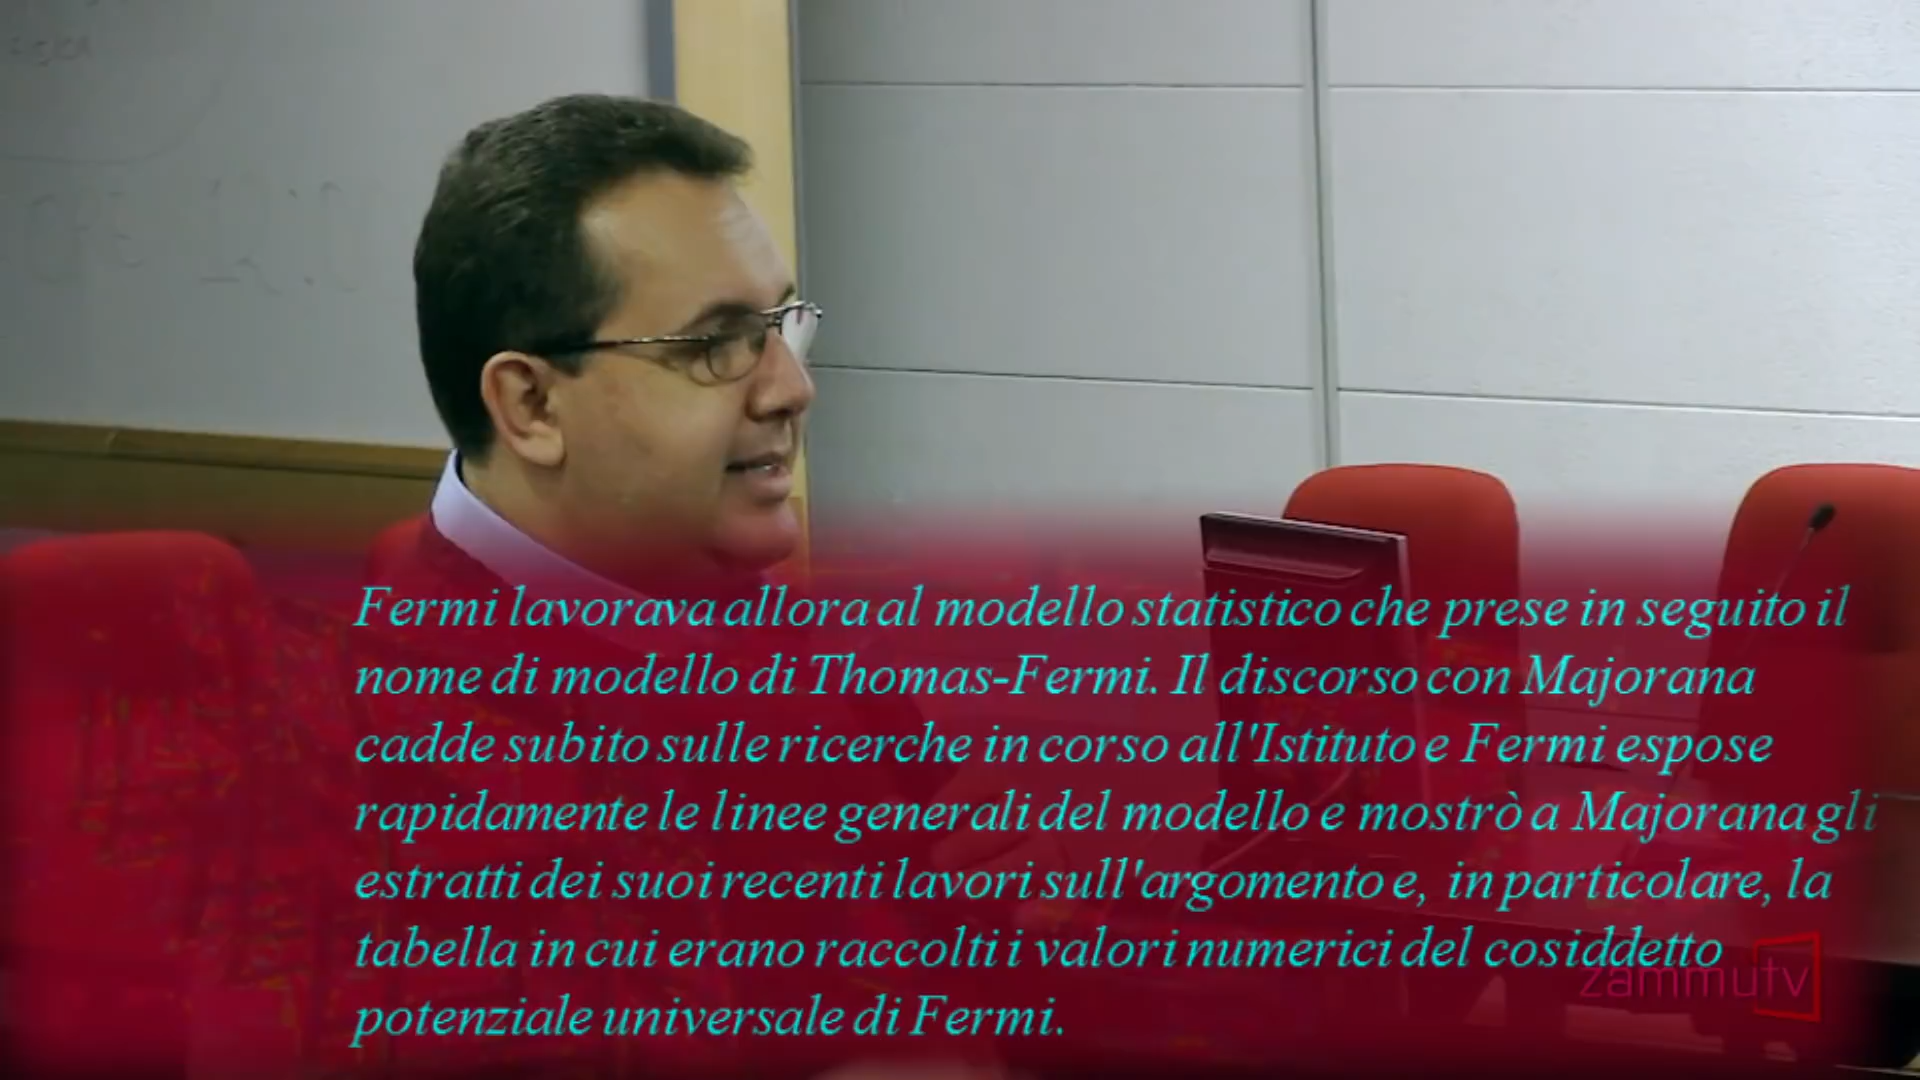 Fermi lavorava allora al modello statistico che prese in seguito il
nome di modello di Thomas-Fermi. Il discorso con Majorana
cadde subito sulle ricerche in corso all'Istituto e Fermi espose
rapidamente le linee generali del modello e mostrò a Majorana gli
estratti dei suoi recenti lavori sull'argomento e, in particolare, la
tabella in cui erano raccolti i valori numerici del cosiddetto
potenziale universale di Fermi.
zammutv